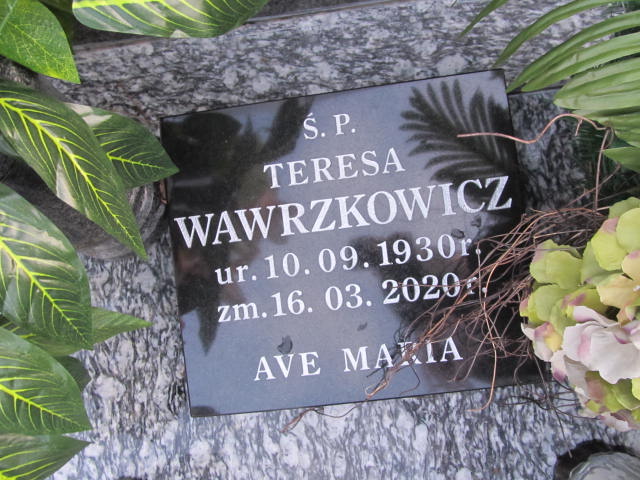 Ś. P.
TERESA
WAWRZKOWICZ
ur. 10. 09. 1930r.
zm. 16. 03. 2020r.
AVE MARIA